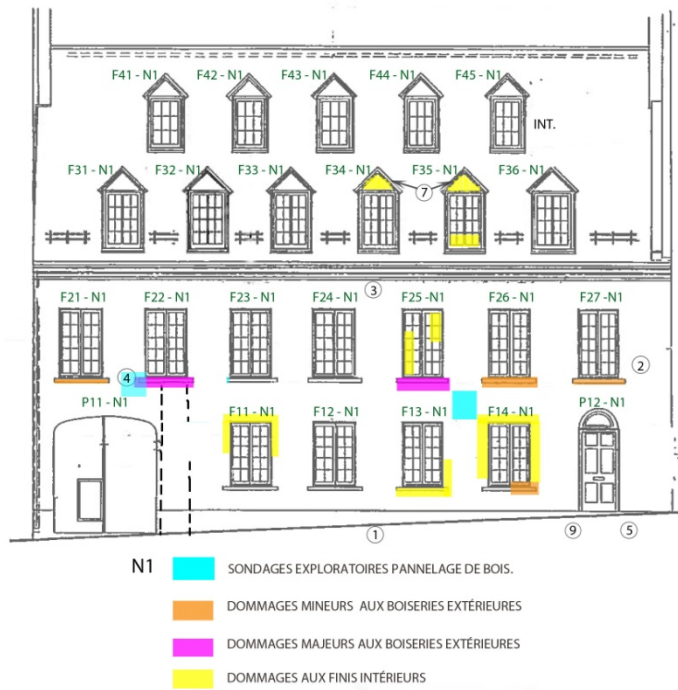 F41 - N1 F42 - N1 F43 - N1 F44 - N1 F45 - N1
INT.
F31 - N1 F32 - N1 F33 - N1 F34 - N1 F35 - N1 F36 - N1
7
3
F21 - N1 F22 - N1 F23 - N1 F24 - N1 F25 - N1 F26 - N1 F27 - N1
2
4
P11 - N1 F11 - N1 F12 - N1 F13 - N1 F14 - N1 P12 - N1
1 9 5
N1
SONDAGES EXPLORATOIRES PANNELAGE DE BOIS.
DOMMAGES MINEURS AUX BOISERIES EXTÉRIEURES
DOMMAGES MAJEURS AUX BOISERIES EXTÉRIEURES
DOMMAGES AUX FINIS INTÉRIEURS